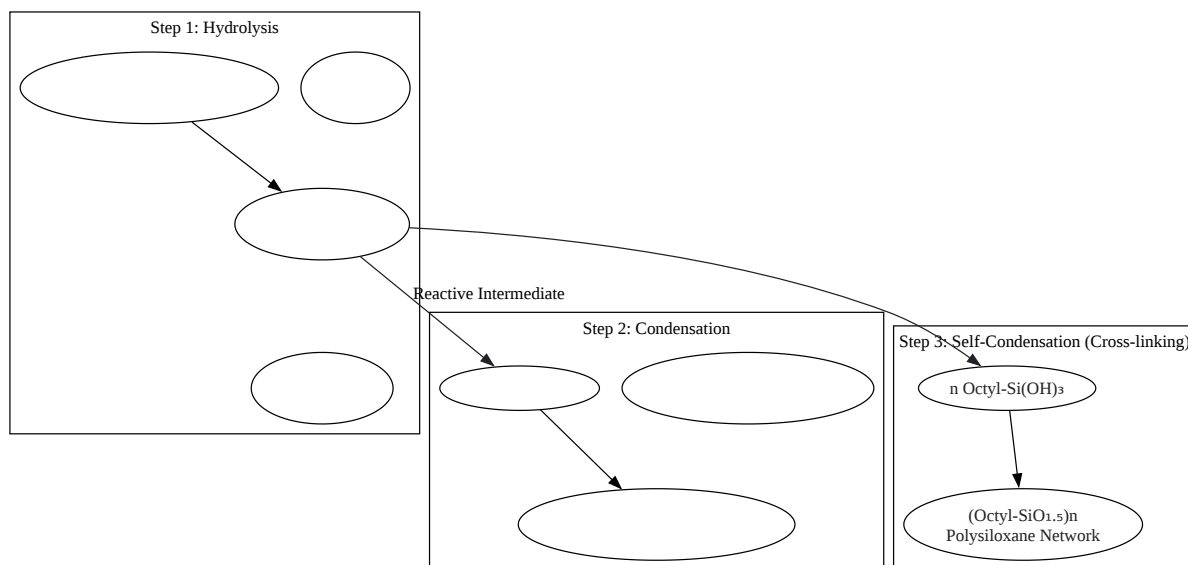 Step 1: Hydrolysis
Reactive Intermediate
Step 2: Condensation
Step 3: Self-Condensation (Cross-linking)
n Octyl-Si(OH)₃
(Octyl-SiO₁.₅)n
Polysiloxane Network